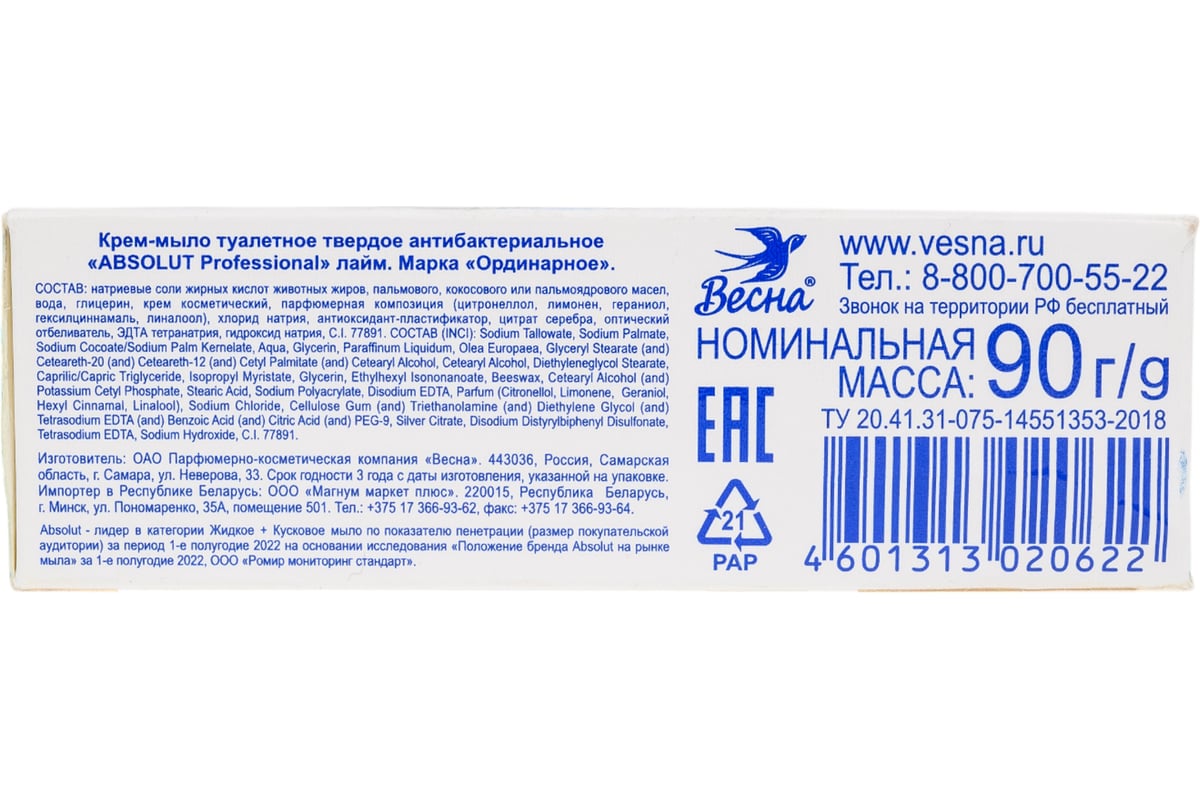 Крем-мыло туалетное твердое антибактериальное
«ABSOLUT Professional» лайм. Марка «Ординарное».
СОСТАВ: натриевые соли жирных кислот животных жиров, пальмового, кокосового или пальмоядрового масел,
вода, глицерин, крем косметический, парфюмерная композиция (цитронеллол, лимонен, гераниол,
гексилциннамаль, линалоол), хлорид натрия, антиоксидант-пластификатор, цитрат серебра, оптический
отбеливатель, ЭДТА тетранатрия, гидроксид натрия, C.I. 77891. СОСТАВ (INCI): Sodium Tallowate, Sodium Palmate,
Sodium Cocoate/Sodium Palm Kernelate, Aqua, Glycerin, Paraffinum Liquidum, Olea Europaea, Glyceryl Stearate (and)
Ceteareth-20 (and) Ceteareth-12 (and) Cetyl Palmitate (and) Cetearyl Alcohol, Cetearyl Alcohol, Diethyleneglycol Stearate,
Caprilic/Capric Triglyceride, Isopropyl Myristate, Glycerin, Ethylhexyl Isononanoate, Beeswax, Cetearyl Alcohol (and)
Potassium Cetyl Phosphate, Stearic Acid, Sodium Polyacrylate, Disodium EDTA, Parfum (Citronellol, Limonene, Geraniol,
Hexyl Cinnamal, Linalool), Sodium Chloride, Cellulose Gum (and) Triethanolamine (and) Diethylene Glycol (and)
Tetrasodium EDTA (and) Benzoic Acid (and) Citric Acid (and) PEG-9, Silver Citrate, Disodium Distyrylbiphenyl Disulfonate,
Tetrasodium EDTA, Sodium Hydroxide, C.I. 77891.
Изготовитель: ОАО Парфюмерно-косметическая компания «Весна». 443036, Россия, Самарская
область, г. Самара, ул. Неверова, 33. Срок годности 3 года с даты изготовления, указанной на упаковке.
Импортер в Республике Беларусь: ООО «Магнум маркет плюс». 220015, Республика Беларусь,
г. Минск, ул. Пономаренко, 35А, помещение 501. Тел.: +375 17 366-93-62, факс: +375 17 366-93-64.
Absolut - лидер в категории Жидкое + Кусковое мыло по показателю пенетрации (размер покупательской
аудитории) за период 1-е полугодие 2022 на основании исследования «Положение бренда Absolut на рынке
мыла» за 1-е полугодие 2022, ООО «Ромир мониторинг стандарт».
Весна®
www.vesna.ru
Тел.: 8-800-700-55-22
Звонок на территории РФ бесплатный
НОМИНАЛЬНАЯ
МАССА: 90 г/g
EAC
ТУ 20.41.31-075-14551353-2018
21
PAP
4 601313 020622